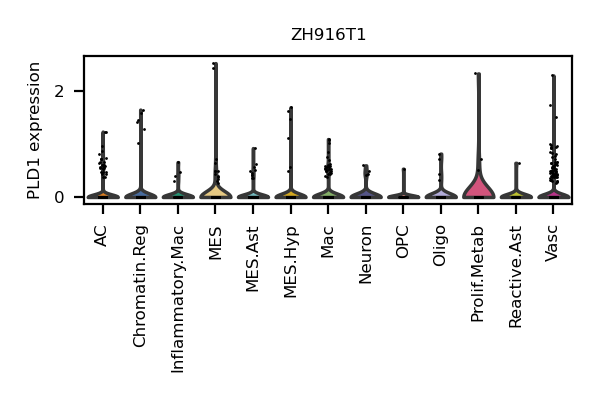 ZH916T1
PLD1 expression
2
0
AC
Chromatin.Reg
Inflammatory.Mac
MES
MES.Ast
MES.Hyp
Mac
Neuron
OPC
Oligo
Prolif.Metab
Reactive.Ast
Vasc